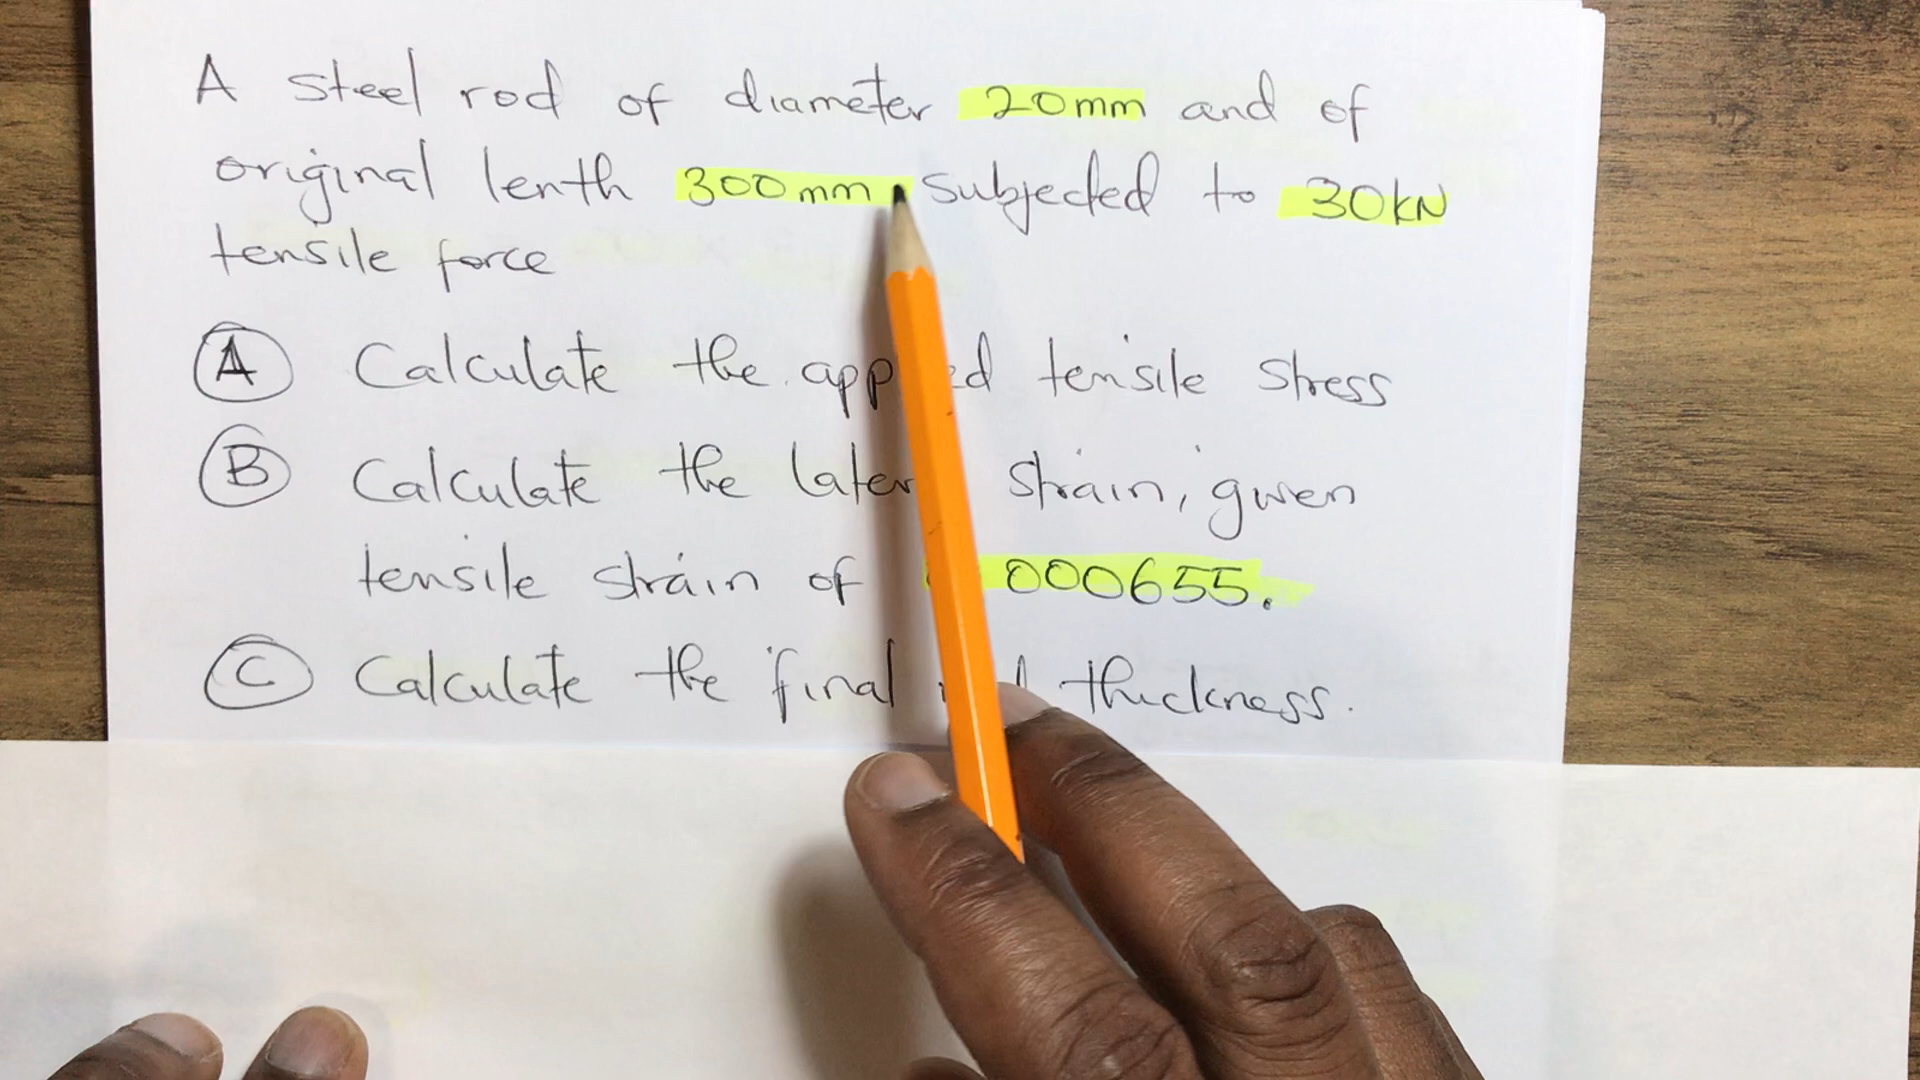 A steel rod of diameter 20mm and of
original lenth 300mm subjected to 30kN
tensile force
A Calculate the tensile stress
B Calculate the strain, given
tensile strain of 000655.
C Calculate the final thickness.